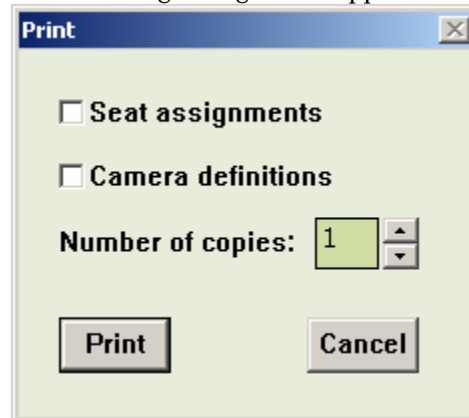 Print
Seat assignments
Camera definitions
Number of copies: 1
Print Cancel